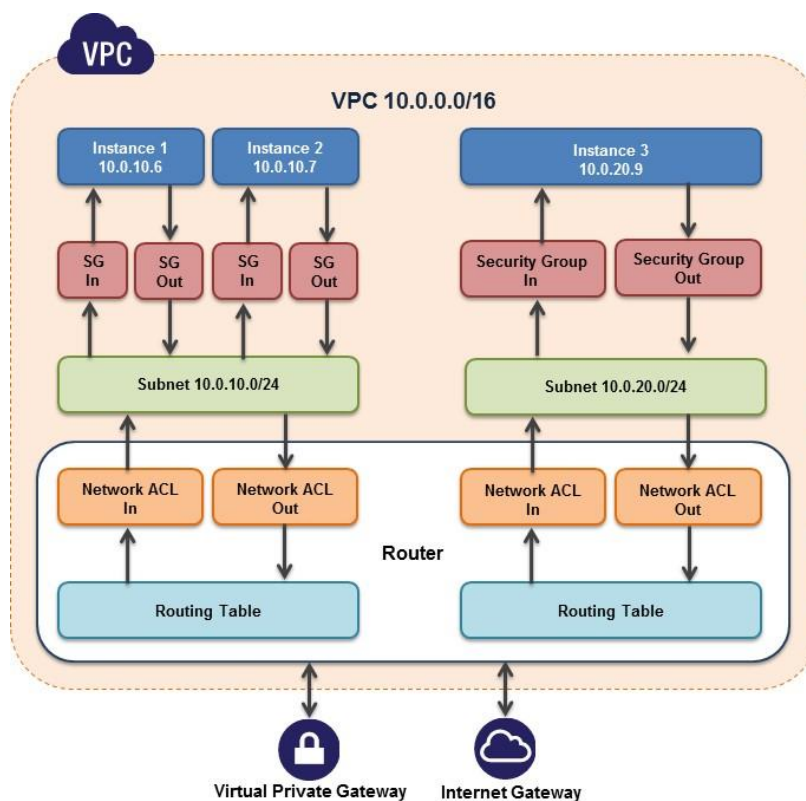 VPC
VPC 10.0.0.0/16
Instance 1
10.0.10.6
Instance 2
10.0.10.7
Instance 3
10.0.20.9
SG
In
SG
Out
SG
In
SG
Out
Security Group
In
Security Group
Out
Subnet 10.0.10.0/24
Subnet 10.0.20.0/24
Network ACL
In
Network ACL
Out
Network ACL
In
Network ACL
Out
Router
Routing Table
Routing Table
Virtual Private Gateway
Internet Gateway